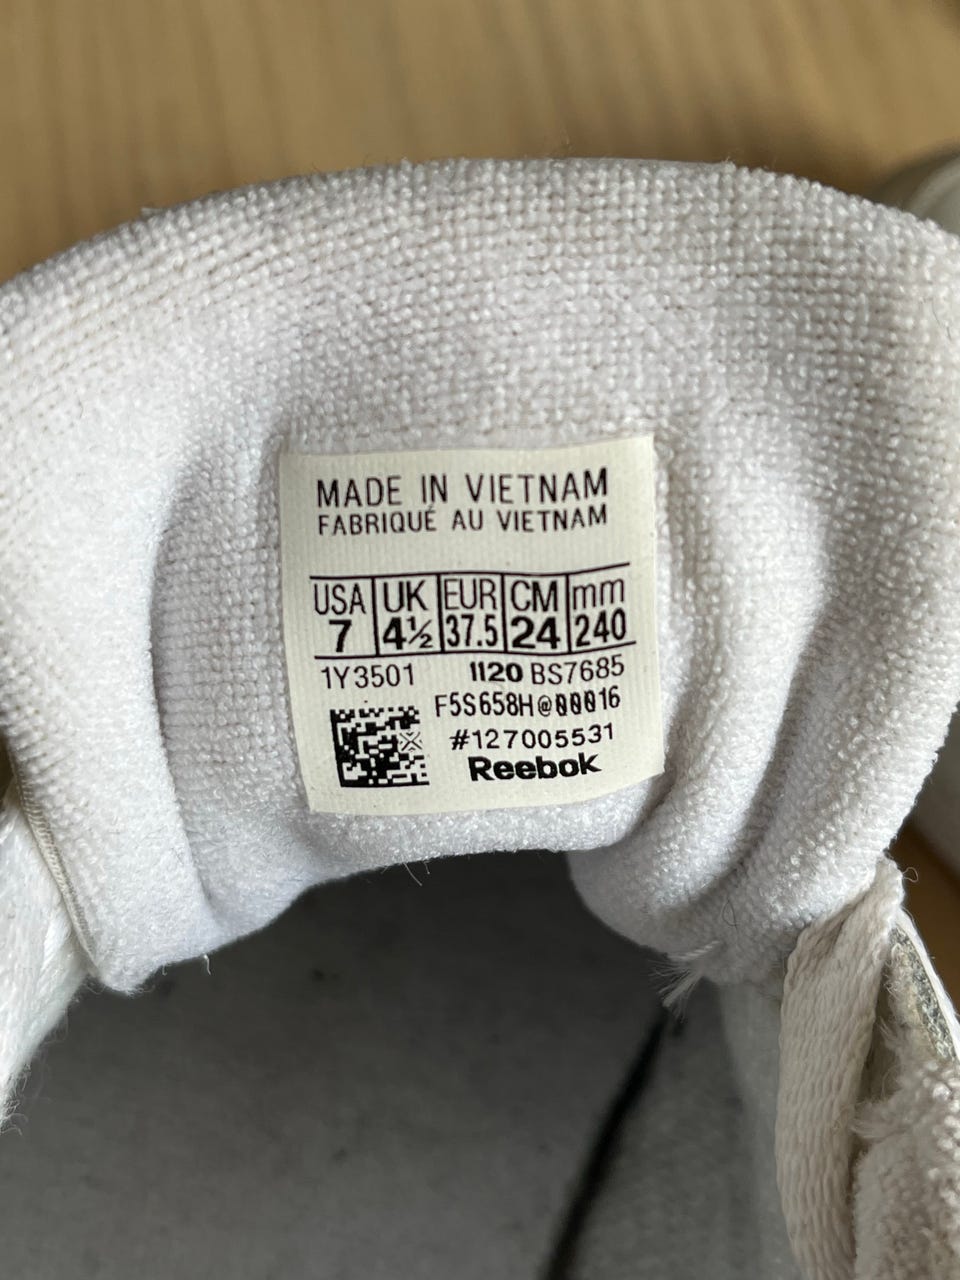 MADE IN VIETNAM
FABRIQUÉ AU VIETNAM
USA UK EUR CM mm
7 4½ 37.5 24 240
1Y3501 1120 BS7685
F5S658H@00016
#127005531
Reebok